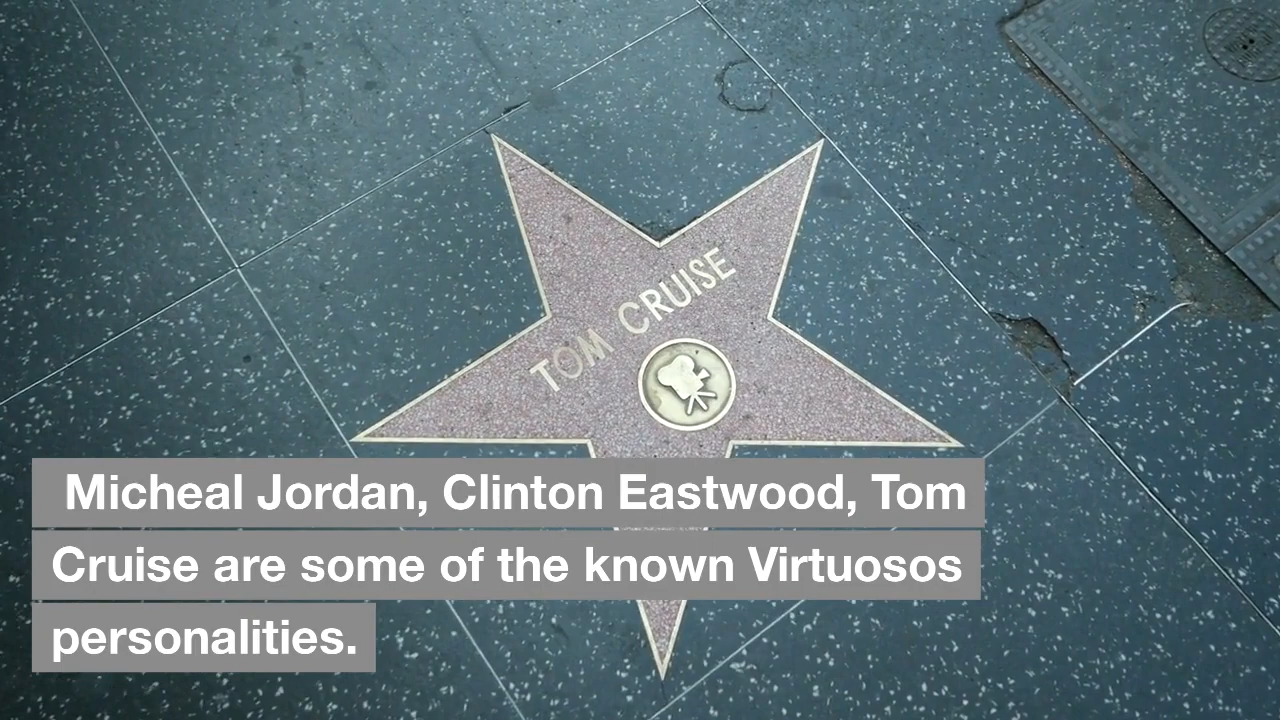 TOM CRUISE
Micheal Jordan, Clinton Eastwood, Tom
Cruise are some of the known Virtuosos
personalities.